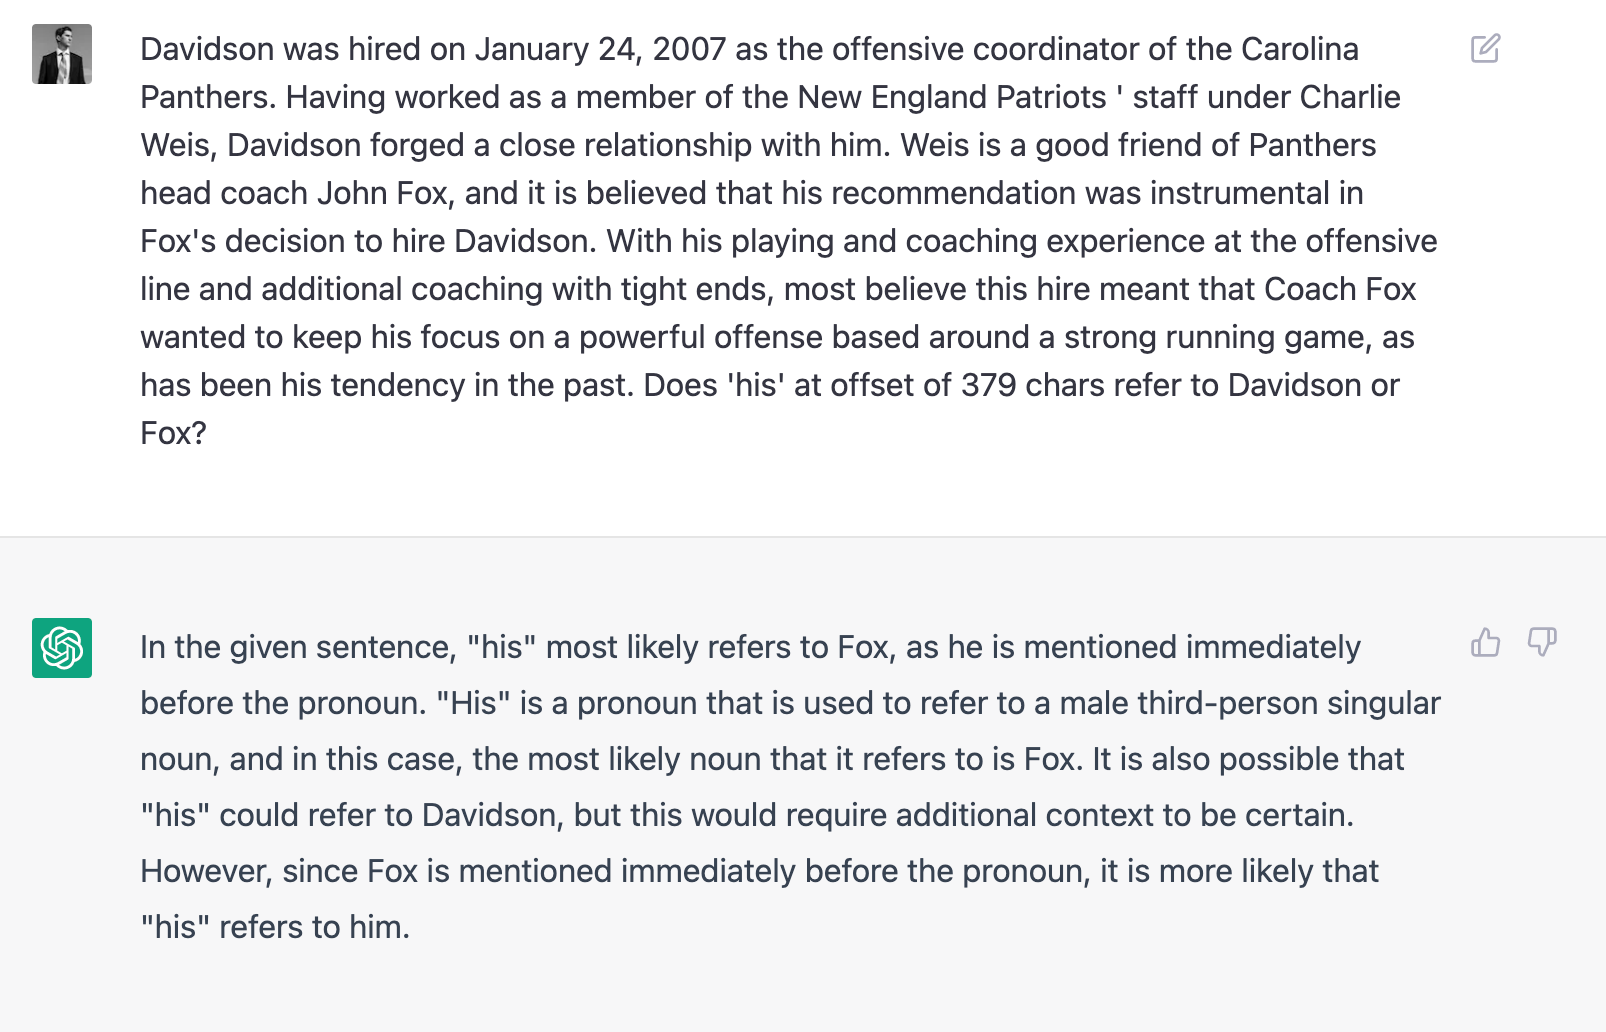 Davidson was hired on January 24, 2007 as the offensive coordinator of the Carolina
Panthers. Having worked as a member of the New England Patriots ' staff under Charlie
Weis, Davidson forged a close relationship with him. Weis is a good friend of Panthers
head coach John Fox, and it is believed that his recommendation was instrumental in
Fox's decision to hire Davidson. With his playing and coaching experience at the offensive
line and additional coaching with tight ends, most believe this hire meant that Coach Fox
wanted to keep his focus on a powerful offense based around a strong running game, as
has been his tendency in the past. Does 'his' at offset of 379 chars refer to Davidson or
Fox?
In the given sentence, "his" most likely refers to Fox, as he is mentioned immediately
before the pronoun. "His" is a pronoun that is used to refer to a male third-person singular
noun, and in this case, the most likely noun that it refers to is Fox. It is also possible that
"his" could refer to Davidson, but this would require additional context to be certain.
However, since Fox is mentioned immediately before the pronoun, it is more likely that
"his" refers to him.